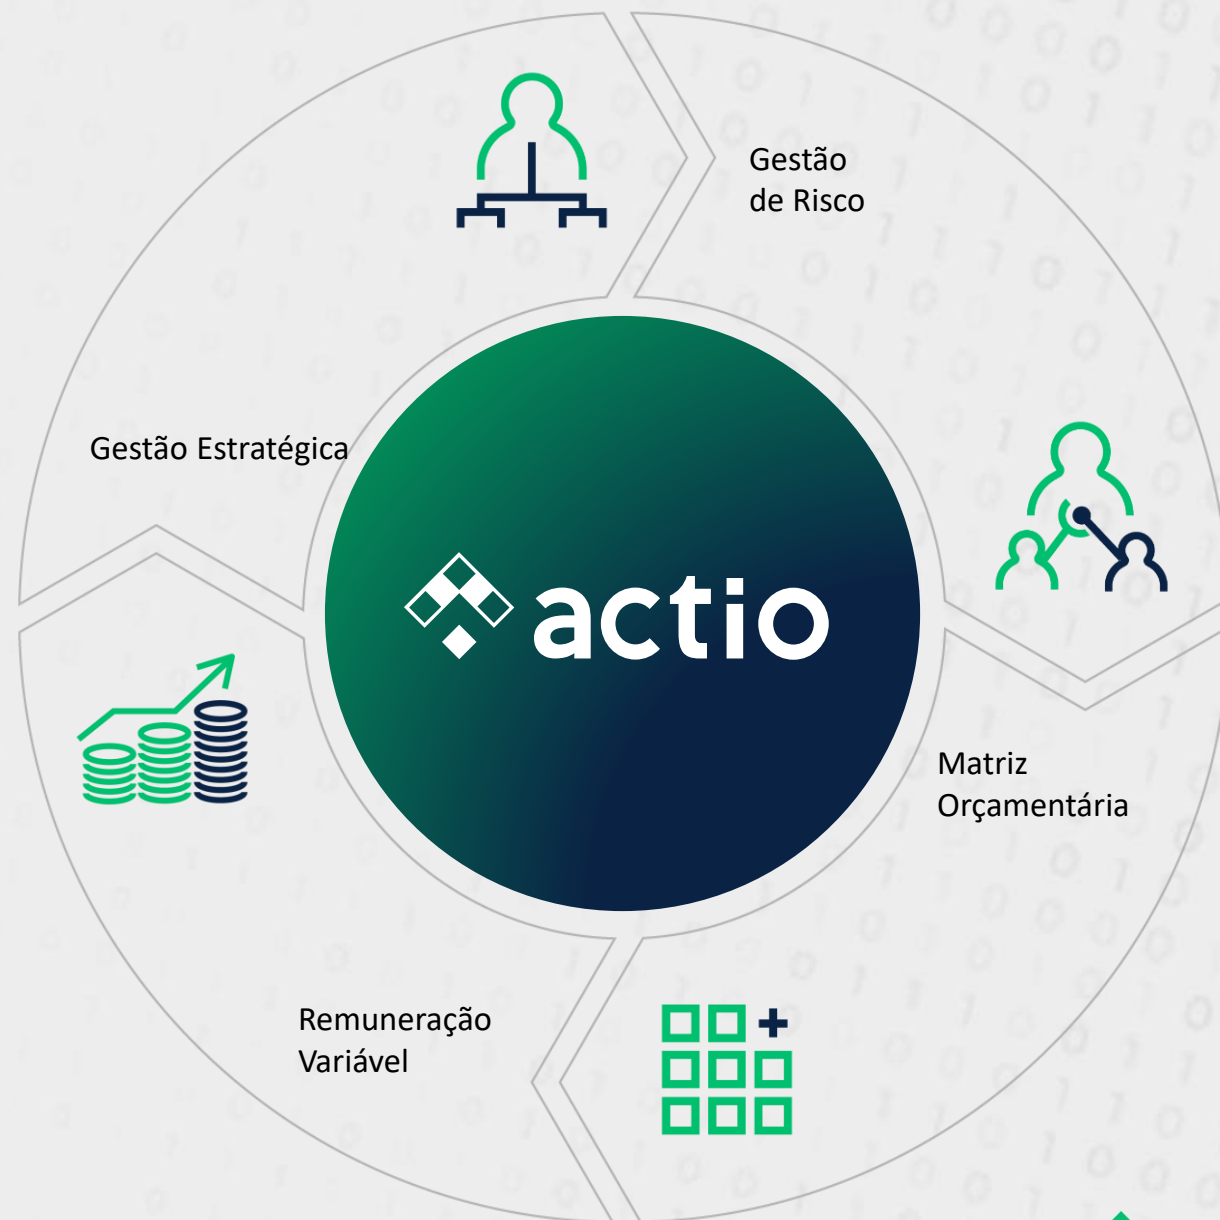 Gestão
de Risco
Gestão Estratégica
actio
Matriz
Orçamentária
Remuneração
Variável